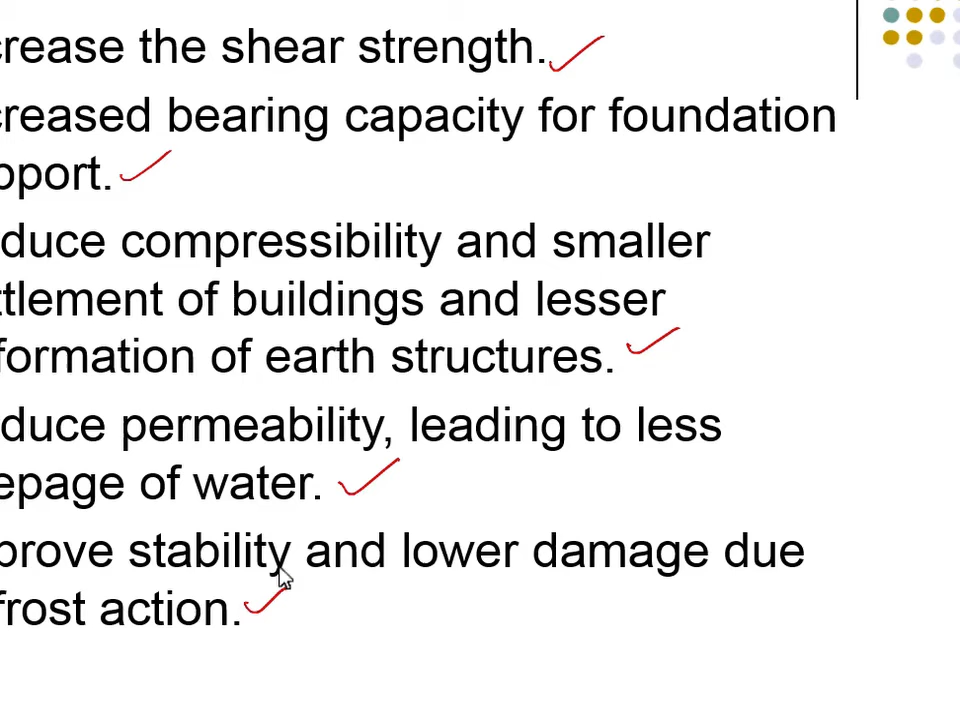 crease the shear strength.
creased bearing capacity for foundation
pport.
duce compressibility and smaller
ttlement of buildings and lesser
formation of earth structures.
duce permeability, leading to less
epage of water.
prove stability and lower damage due
frost action.